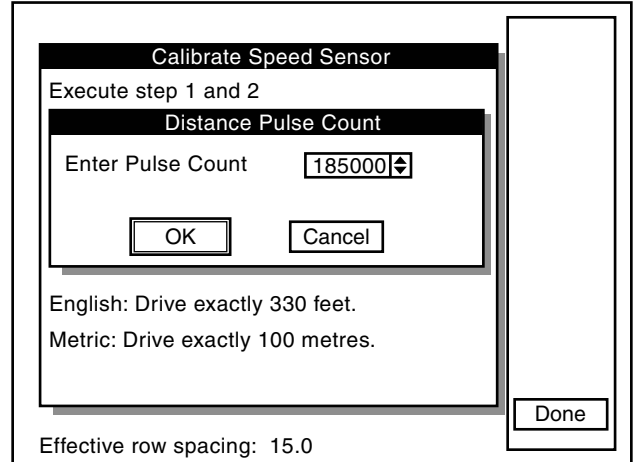 Calibrate Speed Sensor
Execute step 1 and 2
Distance Pulse Count
Enter Pulse Count 185000
OK Cancel
English: Drive exactly 330 feet.
Metric: Drive exactly 100 metres.
Done
Effective row spacing: 15.0